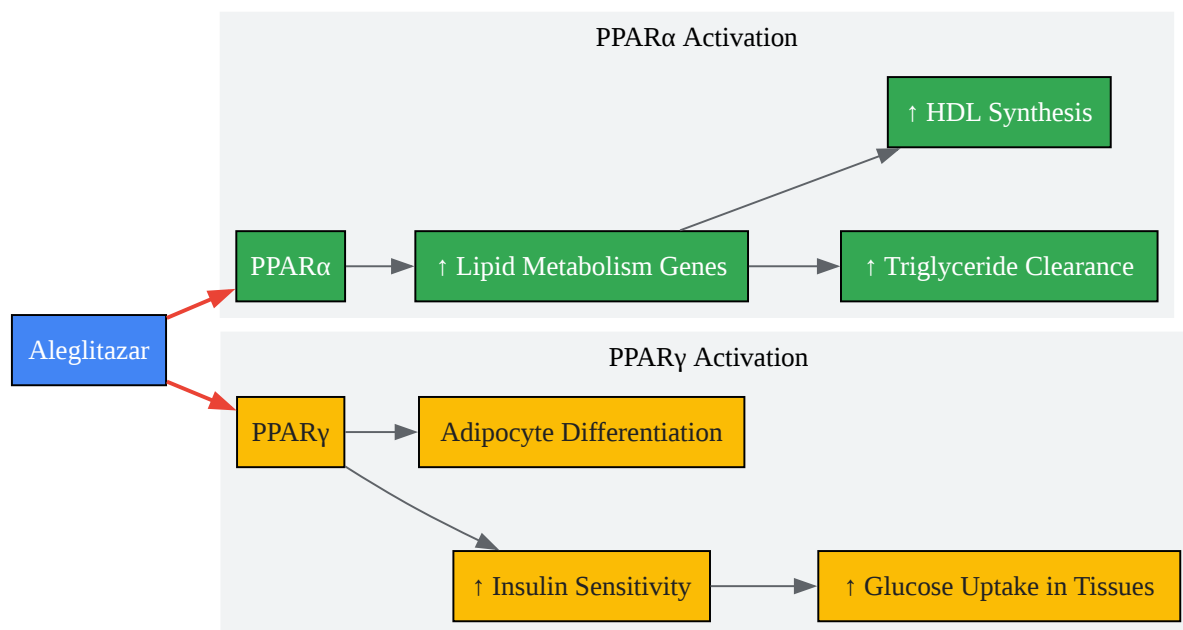 PPARα Activation
↑ HDL Synthesis
PPARα
↑ Lipid Metabolism Genes
↑ Triglyceride Clearance
Aleglitazar
PPARγ Activation
PPARγ
Adipocyte Differentiation
↑ Insulin Sensitivity
↑ Glucose Uptake in Tissues